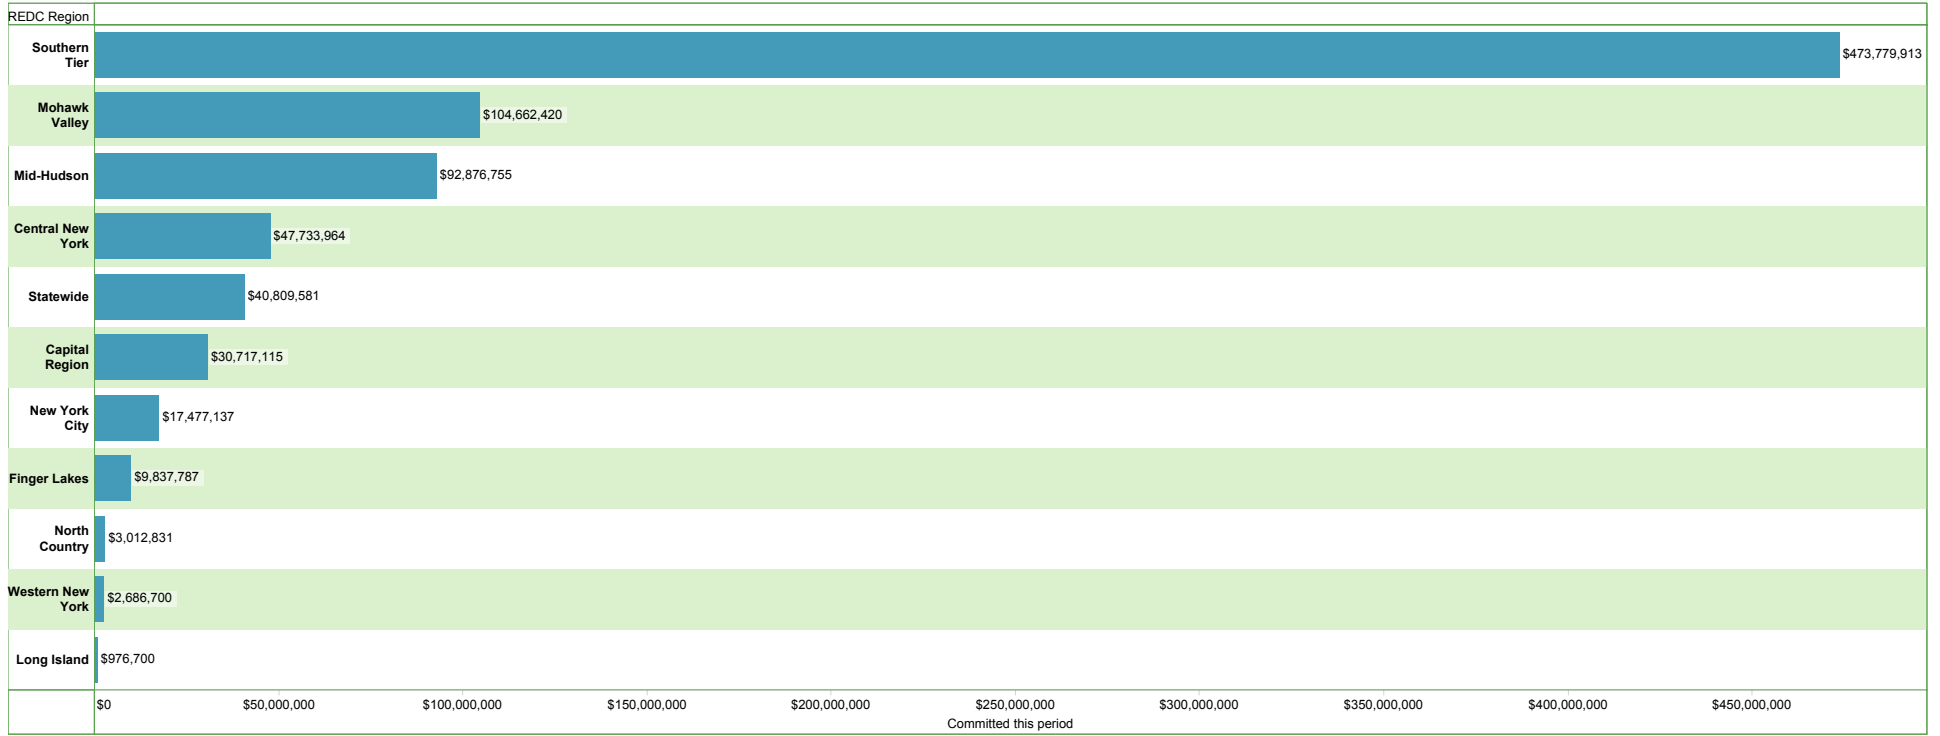 REDC Region
Southern
Tier
$473,779,913
Mohawk
Valley
$104,662,420
Mid-Hudson
$92,876,755
Central New
York
$47,733,964
Statewide
$40,809,581
Capital
Region
$30,717,115
New York
City
$17,477,137
Finger Lakes
$9,837,787
North
Country
$3,012,831
Western New
York
$2,686,700
Long Island
$976,700
$0 $50,000,000 $100,000,000 $150,000,000 $200,000,000 $250,000,000 $300,000,000 $350,000,000 $400,000,000 $450,000,000
Committed this period